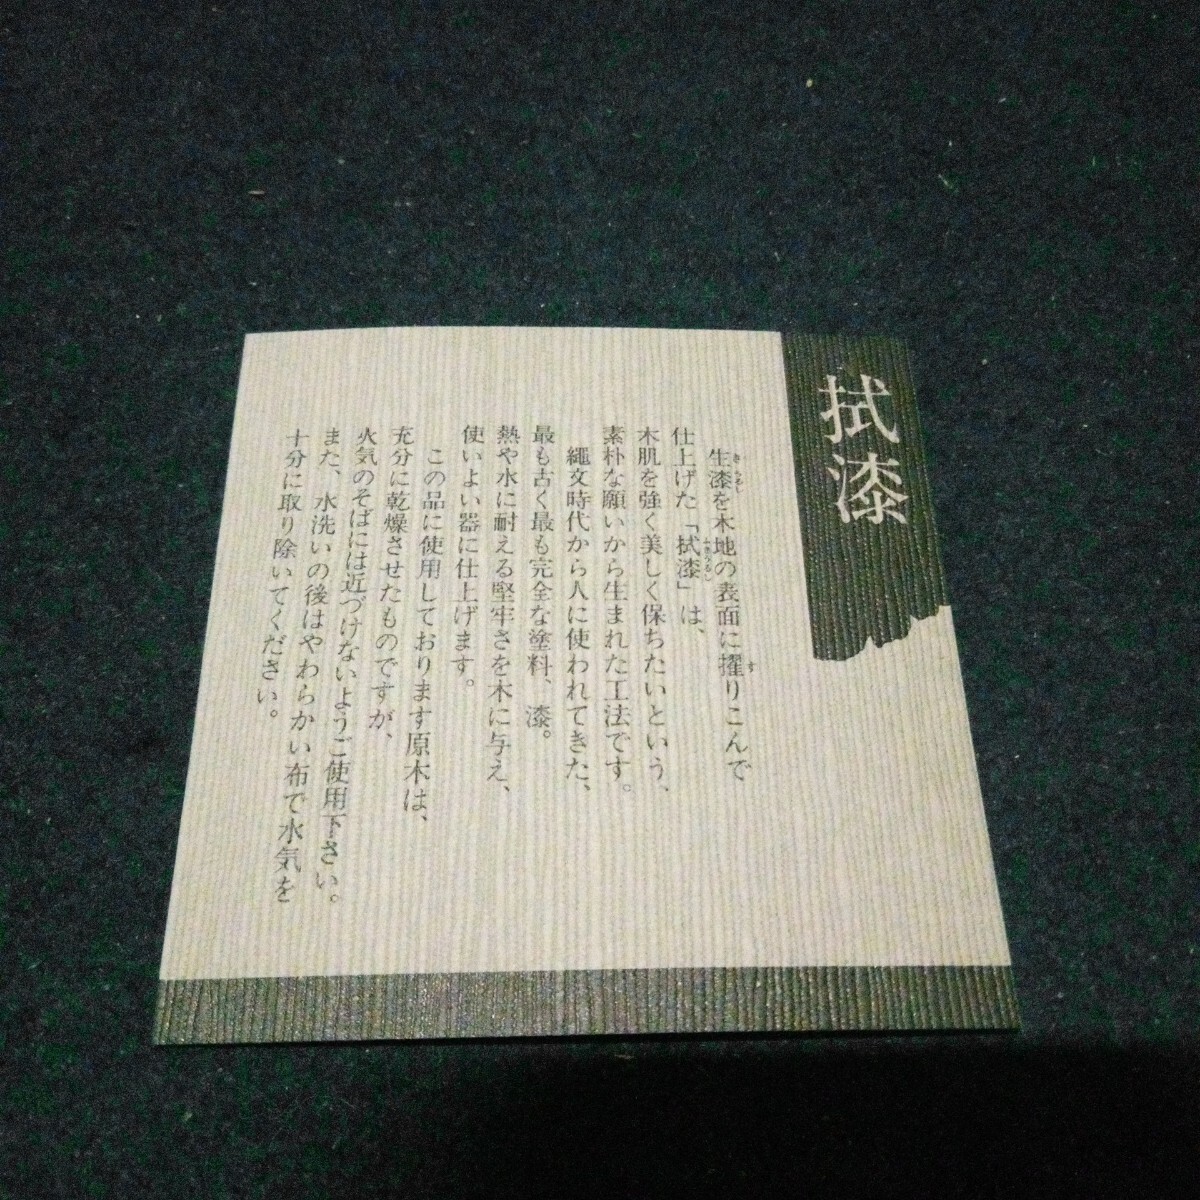 拭漆
生漆を木地の表面に擢りこんで
仕上げた「拭漆」は、
木肌を強く美しく保ちたいという、
素朴な願いから生まれた工法です。
縄文時代から人に使われてきた、
最も古く最も完全な塗料、漆。
熱や水に耐える堅牢さを木に与え、
使いよい器に仕上げます。
この品に使用しております原木は、
充分に乾燥させたものですが、
火気のそばには近づけないようご使用下さい。
また、水洗いの後はやわらかい布で水気を
十分に取り除いてください。